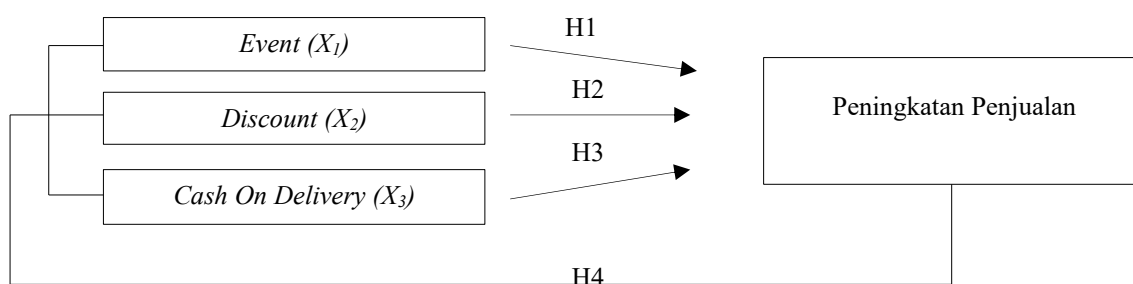 H1
Event (X₁)
H2
Discount (X₂)
Peningkatan Penjualan
H3
Cash On Delivery (X₃)
H4